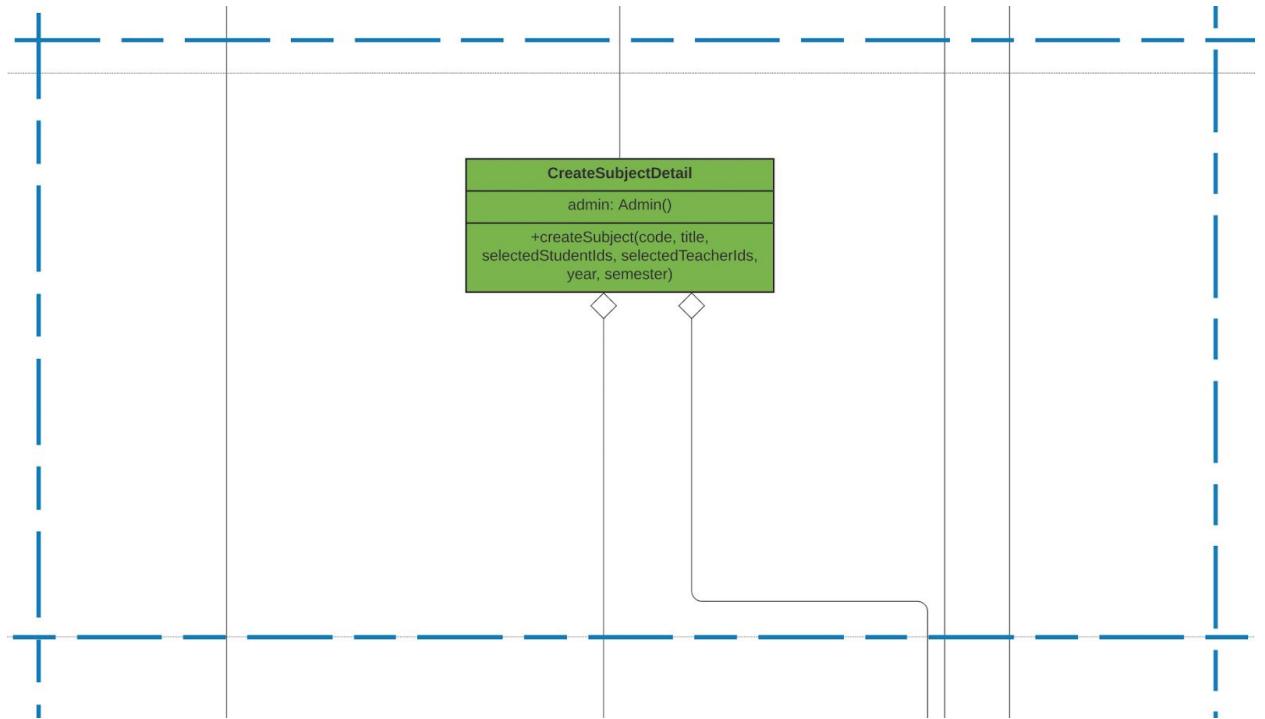 CreateSubjectDetail
admin: Admin()
+createSubject(code, title,
selectedStudentIds, selectedTeacherIds,
year, semester)